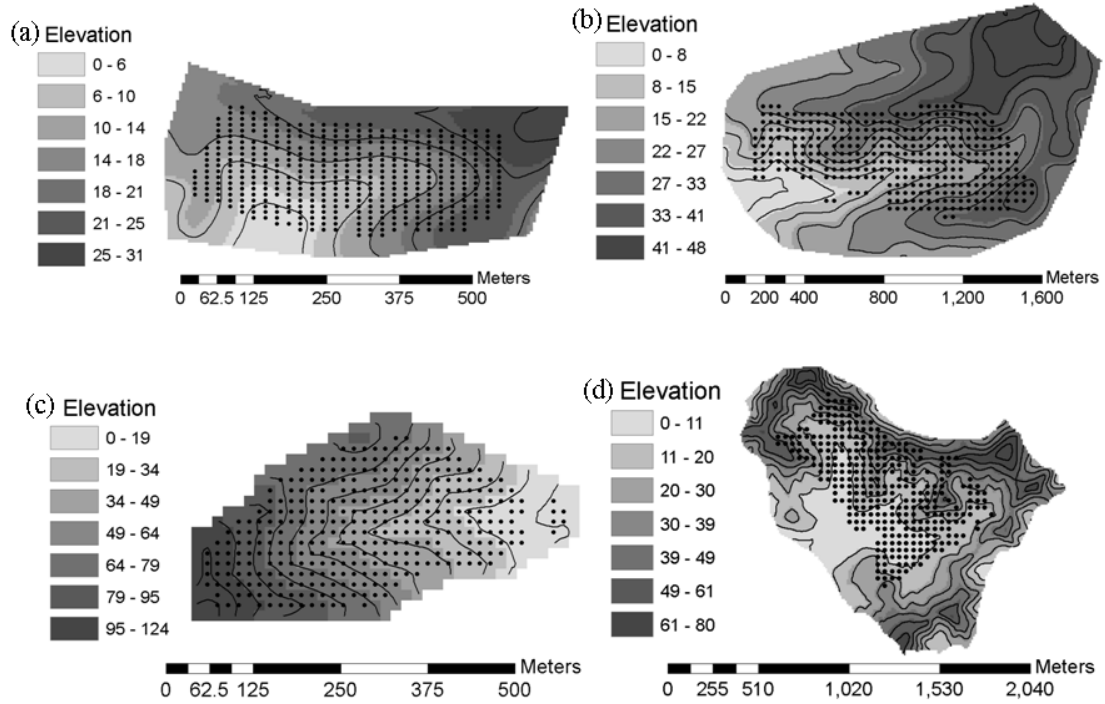 (a) Elevation
0 - 6
6 - 10
10 - 14
14 - 18
18 - 21
21 - 25
25 - 31
Meters
0 62.5 125 250 375 500
(b) Elevation
0 - 8
8 - 15
15 - 22
22 - 27
27 - 33
33 - 41
41 - 48
Meters
0 200 400 800 1,200 1,600
(c) Elevation
0 - 19
19 - 34
34 - 49
49 - 64
64 - 79
79 - 95
95 - 124
Meters
0 62.5 125 250 375 500
(d) Elevation
0 - 11
11 - 20
20 - 30
30 - 39
39 - 49
49 - 61
61 - 80
Meters
0 255 510 1,020 1,530 2,040